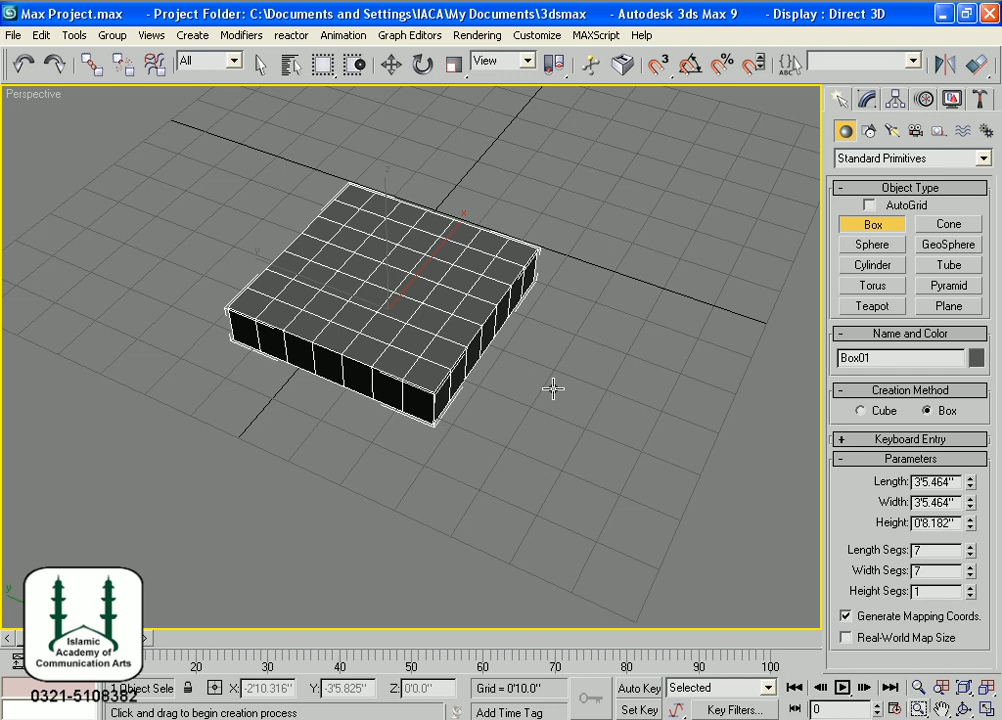 Max Project.max - Project Folder: C:\Documents and Settings\IACA\My Documents\3dsmax - Autodesk 3ds Max 9 - Display : Direct 3D
File Edit Tools Group Views Create Modifiers reactor Animation Graph Editors Rendering Customize MAXScript Help
All View
Perspective
Standard Primitives
- Object Type
AutoGrid
Box Cone
Sphere GeoSphere
Cylinder Tube
Torus Pyramid
Teapot Plane
- Name and Color
Box01
- Creation Method
Cube Box
+ Keyboard Entry
- Parameters
Length: 3'5.464"
Width: 3'5.464"
Height: 0'8.182"
Length Segs: 7
Width Segs: 7
Height Segs: 1
Generate Mapping Coords.
Real-World Map Size
x
z
y
Islamic
Academy of
Communication Arts
0321-5108382
20 30 40 50 60 70 80 90 100
1 Object Sele X: -2'10.316" Y: -3'5.825" Z: 0'0.0" Grid = 0'10.0" Auto Key Selected
Click and drag to begin creation process Add Time Tag Set Key Key Filters... 0